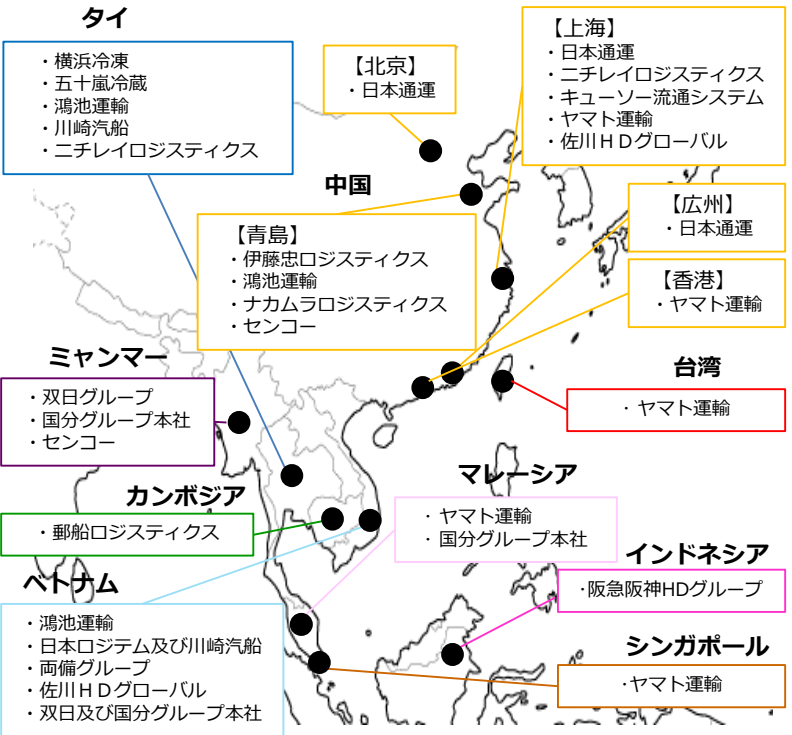 タイ
・横浜冷凍
・五十嵐冷蔵
・鴻池運輸
・川崎汽船
・ニチレイロジスティクス
【北京】
・日本通運
【上海】
・日本通運
・ニチレイロジスティクス
・キューソー流通システム
・ヤマト運輸
・佐川HDグローバル
中国
【青島】
・伊藤忠ロジスティクス
・鴻池運輸
・ナカムラロジスティクス
・センコー
【広州】
・日本通運
【香港】
・ヤマト運輸
ミャンマー
・双日グループ
・国分グループ本社
・センコー
台湾
・ヤマト運輸
カンボジア
・郵船ロジスティクス
マレーシア
・ヤマト運輸
・国分グループ本社
ベトナム
・鴻池運輸
・日本ロジテム及び川崎汽船
・両備グループ
・佐川HDグローバル
・双日及び国分グループ本社
インドネシア
・阪急阪神HDグループ
シンガポール
・ヤマト運輸